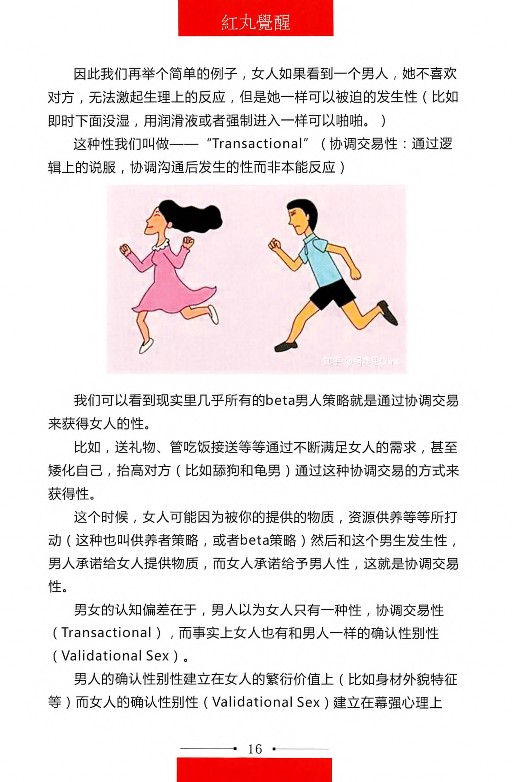 紅丸覺醒
因此我们再举个简单的例子，女人如果看到一个男人，她不喜欢
对方，无法激起生理上的反应，但是她一样可以被迫的发生性（比如
即时下面没湿，用润滑液或者强制进入一样可以啪啪。）
这种性我们叫做——“Transactional”（协调交易性：通过逻
辑上的说服，协调沟通后发生的性而非本能反应）
我们可以看到现实里几乎所有的beta男人策略就是通过协调交易
来获得女人的性。
比如，送礼物、管吃饭接送等等通过不断满足女人的需求，甚至
矮化自己，抬高对方（比如舔狗和龟男）通过这种协调交易的方式来
获得性。
这个时候，女人可能因为被你的提供的物质，资源供养等等所打
动（这种也叫供养者策略，或者beta策略）然后和这个男生发生性，
男人承诺给女人提供物质，而女人承诺给予男人性，这就是协调交易
性。
男女的认知偏差在于，男人以为女人只有一种性，协调交易性
（Transactional），而事实上女人也有和男人一样的确认性别性
（Validational Sex）。
男人的确认性别性建立在女人的繁衍价值上（比如身材外貌特征
等）而女人的确认性别性（Validational Sex）建立在慕强心理上
16